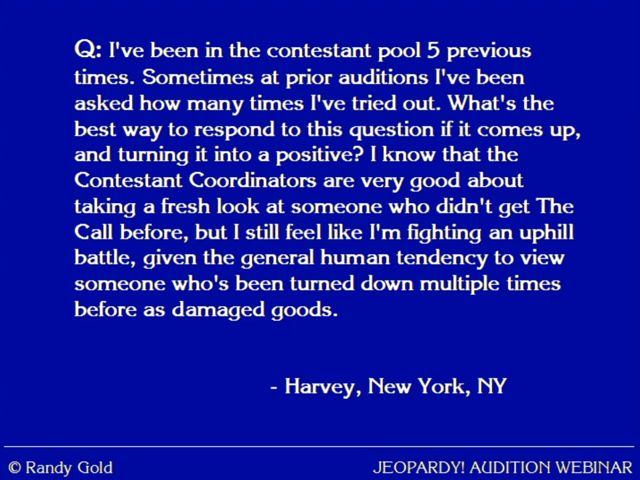 Q: I've been in the contestant pool 5 previous
times. Sometimes at prior auditions I've been
asked how many times I've tried out. What's the
best way to respond to this question if it comes up,
and turning it into a positive? I know that the
Contestant Coordinators are very good about
taking a fresh look at someone who didn't get The
Call before, but I still feel like I'm fighting an uphill
battle, given the general human tendency to view
someone who's been turned down multiple times
before as damaged goods.
- Harvey, New York, NY
© Randy Gold
JEOPARDY! AUDITION WEBINAR